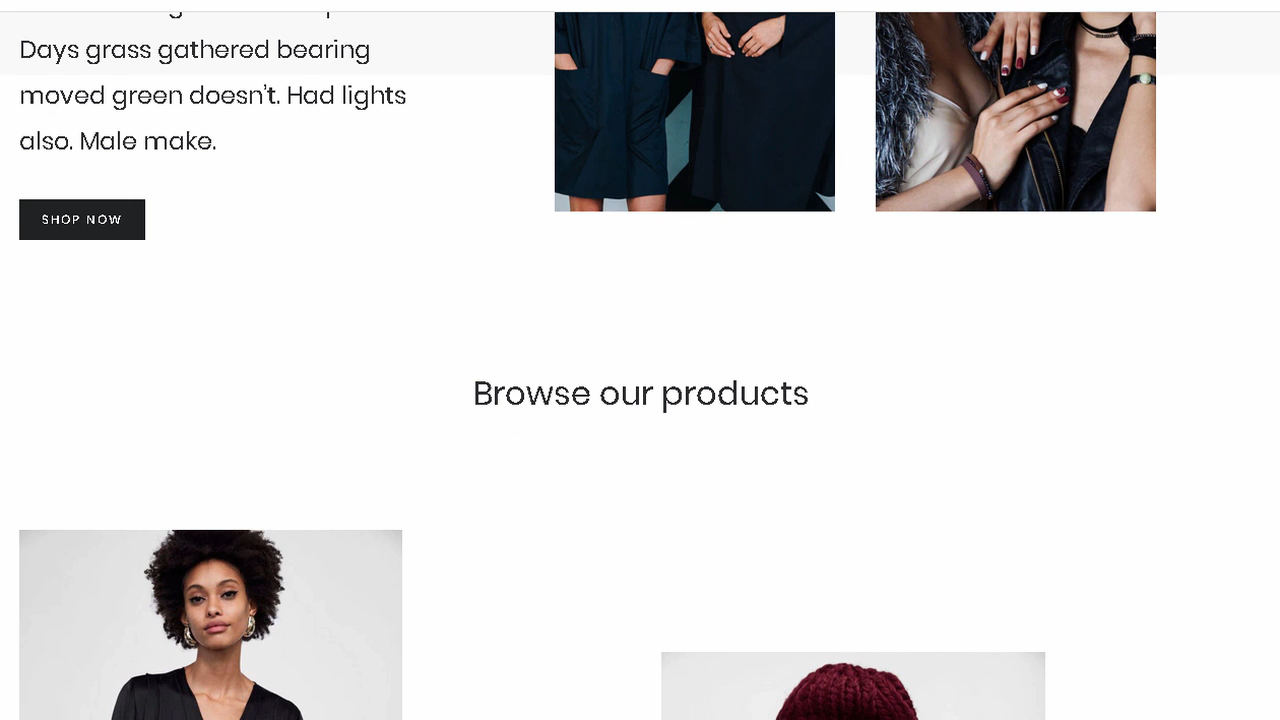 Days grass gathered bearing
moved green doesn't. Had lights
also. Male make.
SHOP NOW
Browse our products